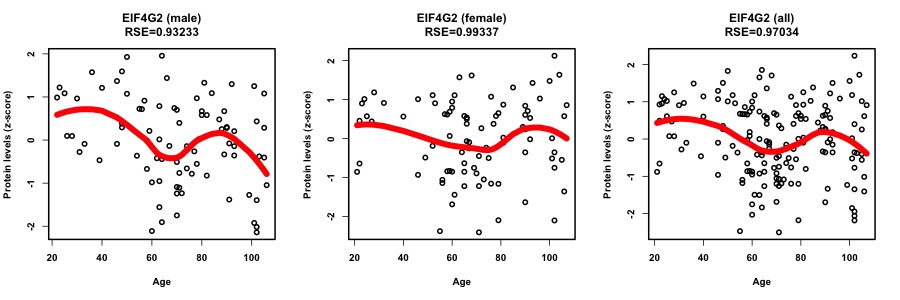 EIF4G2 (male)
RSE=0.93233
Protein levels (z-score)
2
1
0
-1
-2
20 40 60 80 100
Age
EIF4G2 (female)
RSE=0.99337
Protein levels (z-score)
2
1
0
-1
-2
20 40 60 80 100
Age
EIF4G2 (all)
RSE=0.97034
Protein levels (z-score)
2
1
0
-1
-2
20 40 60 80 100
Age